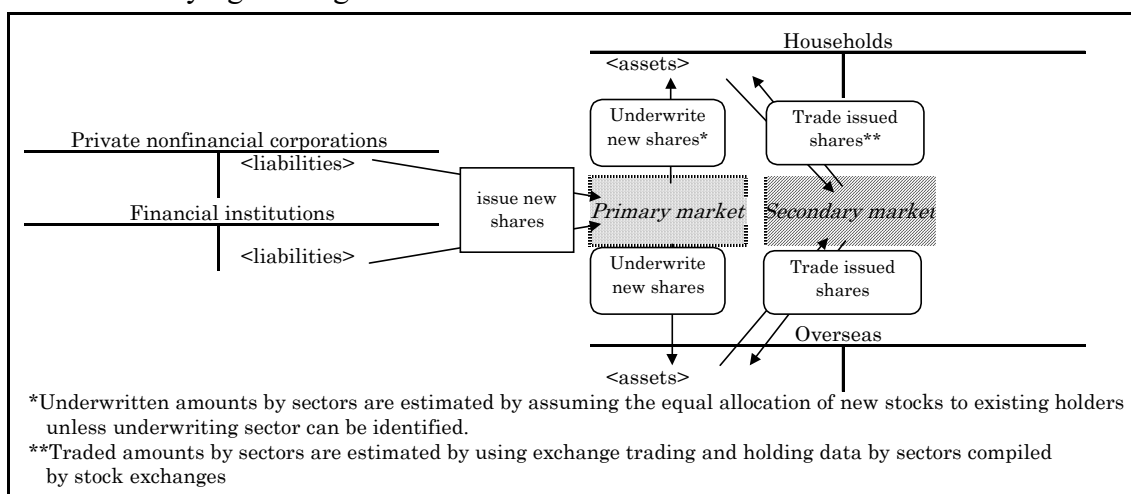 Households
<assets>
Underwrite
new shares*
Trade issued
shares**
Private nonfinancial corporations
<liabilities>
issue new
shares
Primary market
Secondary market
Financial institutions
<liabilities>
Underwrite
new shares
Trade issued
shares
Overseas
<assets>
*Underwritten amounts by sectors are estimated by assuming the equal allocation of new stocks to existing holders
unless underwriting sector can be identified.
**Traded amounts by sectors are estimated by using exchange trading and holding data by sectors compiled
by stock exchanges